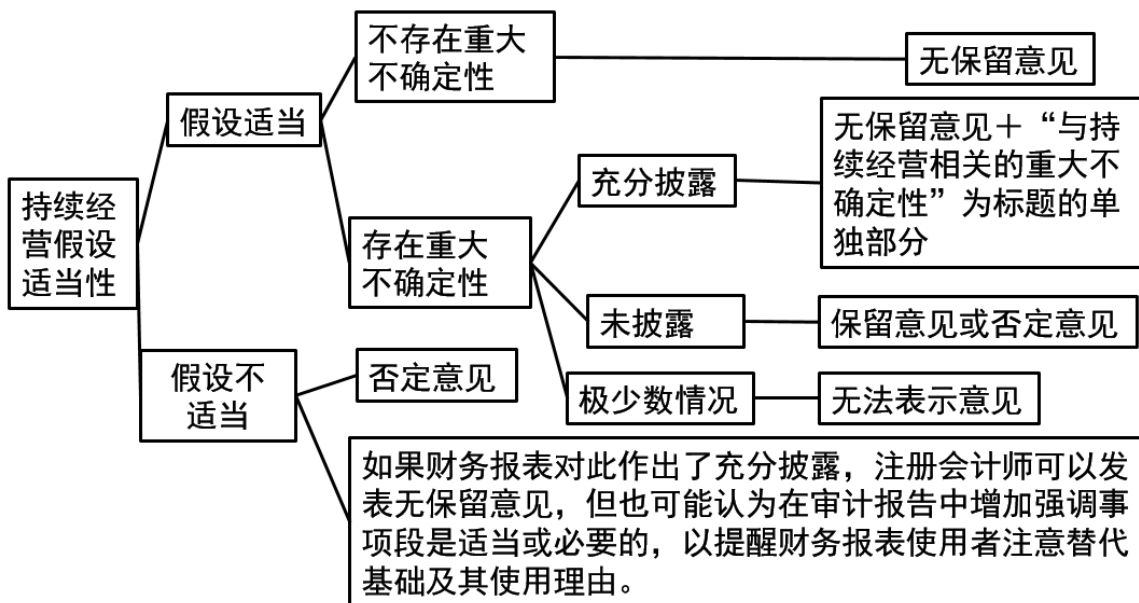 持续经
营假设
适当性
假设适当
不存在重大
不确定性
无保留意见
存在重大
不确定性
充分披露
无保留意见＋“与持
续经营相关的重大不
确定性”为标题的单
独部分
未披露
保留意见或否定意见
极少数情况
无法表示意见
假设不
适当
否定意见
如果财务报表对此作出了充分披露，注册会计师可以发
表无保留意见，但也可能认为在审计报告中增加强调事
项段是适当或必要的，以提醒财务报表使用者注意替代
基础及其使用理由。